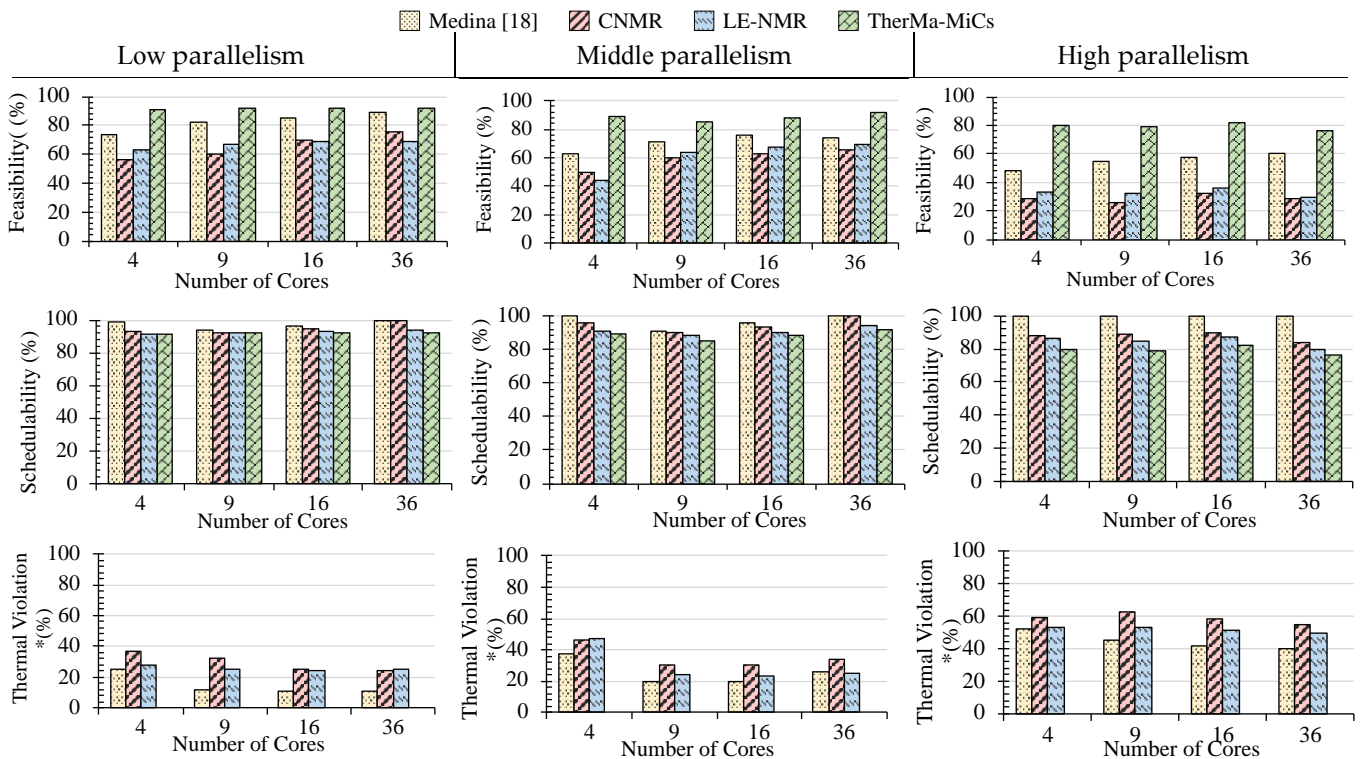 Medina [18] CNMR LE-NMR TherMa-MiCs
Low parallelism Middle parallelism High parallelism
Feasibility( (%)
100
80
60
40
20
0
4 9 16 36
Number of Cores
Feasibility (%)
100
80
60
40
20
0
4 9 16 36
Number of Cores
Feasibility (%)
100
80
60
40
20
0
4 9 16 36
Number of Cores
Schedulability (%)
100
80
60
40
20
0
4 9 16 36
Number of Cores
Schedulability (%)
100
80
60
40
20
0
4 9 16 36
Number of Cores
Schedulability (%)
100
80
60
40
20
0
4 9 16 36
Number of Cores
Thermal Violation
*(%)
100
80
60
40
20
0
4 9 16 36
Number of Cores
Thermal Violation
*(%)
100
80
60
40
20
0
4 9 16 36
Number of Cores
Thermal Violation
*(%)
100
80
60
40
20
0
4 9 16 36
Number of Cores